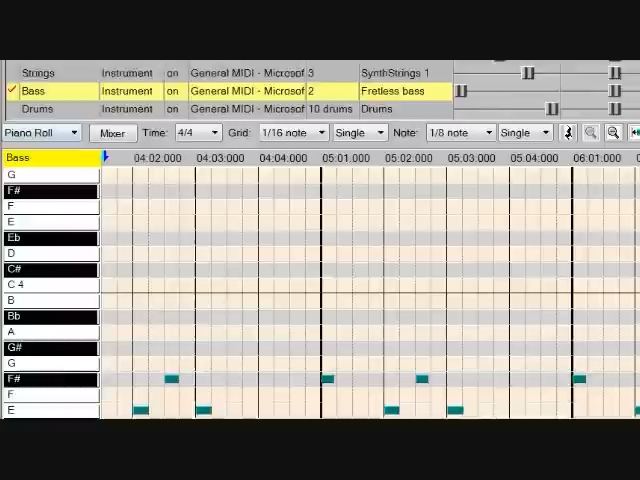 Strings Instrument on General MIDI - Microsof 3 SynthStrings 1
Bass Instrument on General MIDI - Microsof 2 Fretless bass
Drums Instrument on General MIDI - Microsof 10 drums Drums
Piano Roll Mixer Time: 4/4 Grid: 1/16 note Single Note: 1/8 note Single
Bass 04:02.000 04:03:000 04:04:000 05:01.000 05:02.000 05:03.000 05:04.000 06:01:000
G
F#
F
E
Eb
D
C#
C 4
B
Bb
A
G#
G
F#
F
E